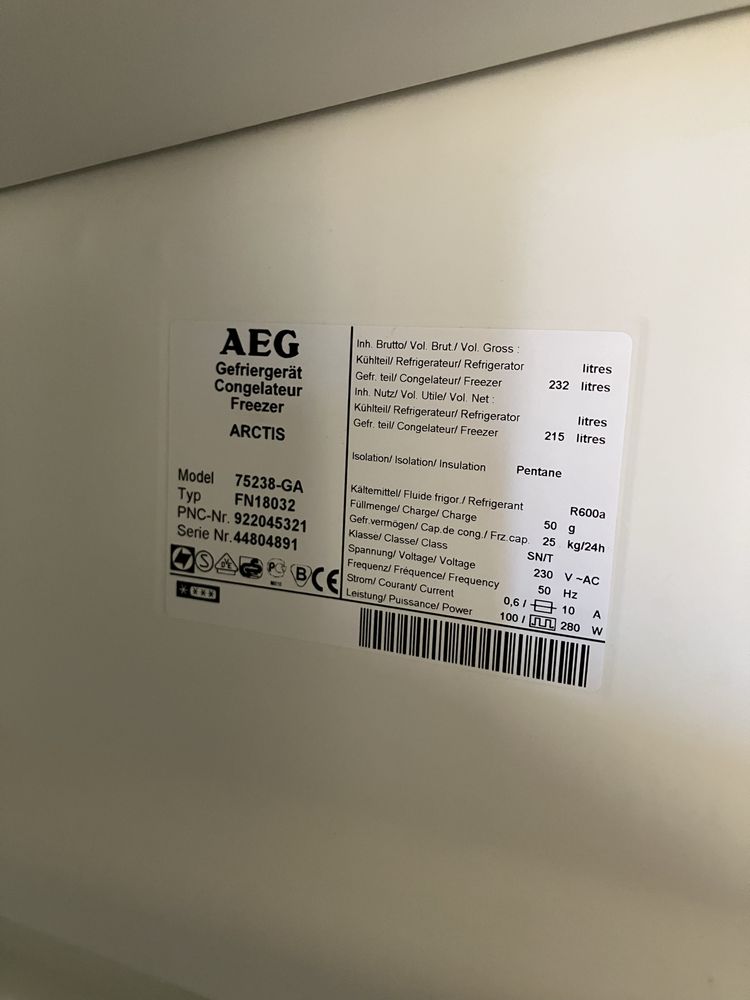 AEG
Gefriergerät
Congelateur
Freezer
ARCTIS
Model 75238-GA
Typ FN18032
PNC-Nr. 922045321
Serie Nr. 44804891
Inh. Brutto/ Vol. Brut./ Vol. Gross :
Kühlteil/ Refrigerateur/ Refrigerator litres
Gefr. teil/ Congelateur/ Freezer 232 litres
Inh. Nutz/ Vol. Utile/ Vol. Net :
Kühlteil/ Refrigerateur/ Refrigerator litres
Gefr. teil/ Congelateur/ Freezer 215 litres
Isolation/ Isolation/ Insulation Pentane
Kältemittel/ Fluide frigor./ Refrigerant R600a
Füllmenge/ Charge/ Charge 50 g
Gefr.vermögen/ Cap.de cong./ Frz.cap. 25 kg/24h
Klasse/ Classe/ Class SN/T
Spannung/ Voltage/ Voltage 230 V ~AC
Frequenz/ Fréquence/ Frequency 50 Hz
Strom/ Courant/ Current 0,6 / 10 A
Leistung/ Puissance/ Power 100 / 280 W
S
B
CE